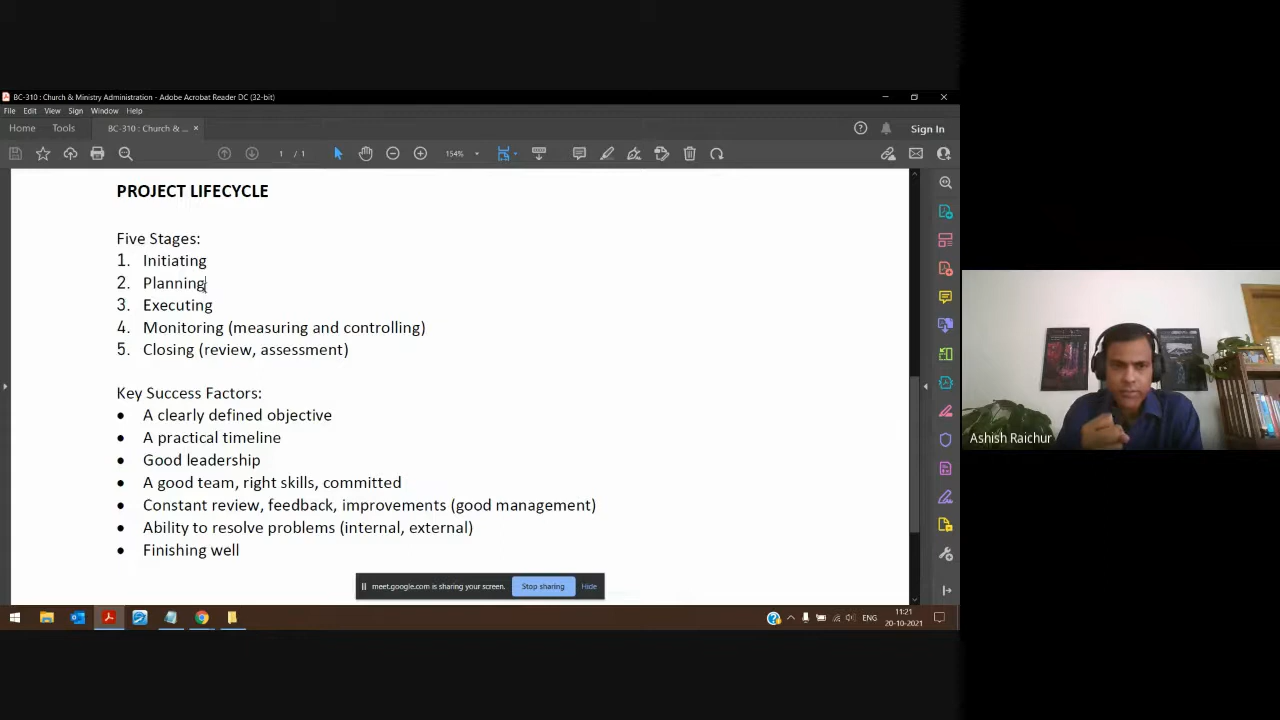 BC-310 : Church & Ministry Administration - Adobe Acrobat Reader DC (32-bit)
File Edit View Sign Window Help
Home Tools BC-310 : Church & ... × Sign In
1 / 1 154%
PROJECT LIFECYCLE
Five Stages:
1. Initiating
2. Planning
3. Executing
4. Monitoring (measuring and controlling)
5. Closing (review, assessment)
Key Success Factors:
• A clearly defined objective
• A practical timeline
• Good leadership
• A good team, right skills, committed
• Constant review, feedback, improvements (good management)
• Ability to resolve problems (internal, external)
• Finishing well
meet.google.com is sharing your screen. Stop sharing Hide
ENG 11:21
20-10-2021
Ashish Raichur